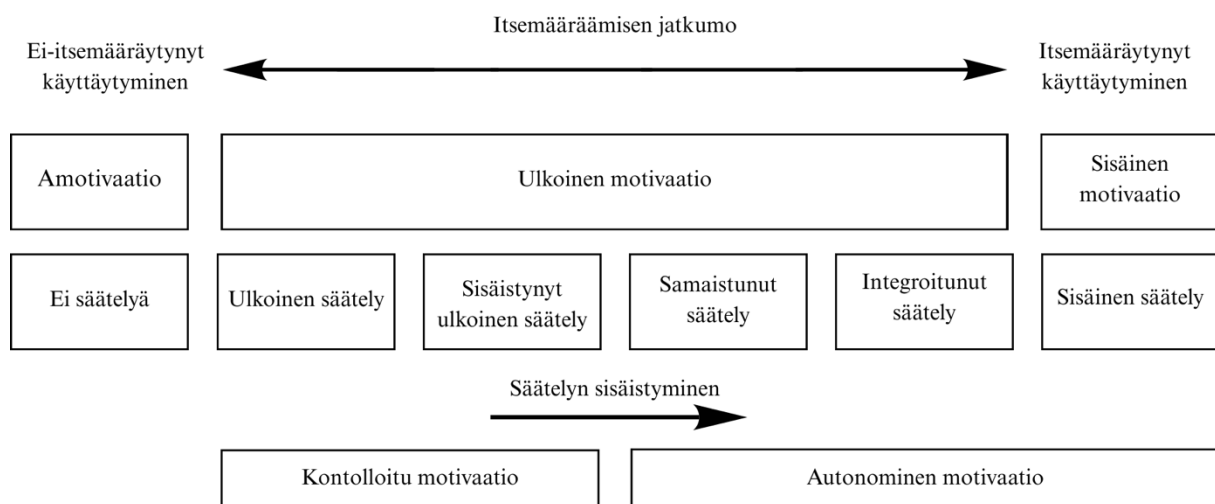 Itsemääräämisen jatkumo
Ei-itsemääräytynyt
käyttäytyminen
Itsemääräytynyt
käyttäytyminen
Amotivaatio
Ulkoinen motivaatio
Sisäinen
motivaatio
Ei säätelyä
Ulkoinen säätely
Sisäistynyt
ulkoinen säätely
Samaistunut
säätely
Integroitunut
säätely
Sisäinen säätely
Säätelyn sisäistyminen
Kontolloitu motivaatio
Autonominen motivaatio